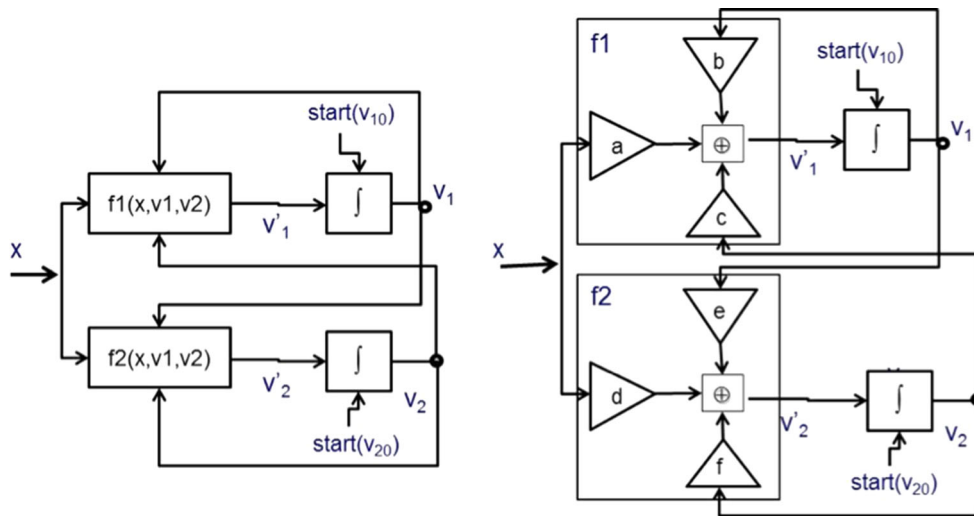 start(v10)
f1(x,v1,v2)
v'1
∫
v1
x
f2(x,v1,v2)
v'2
∫
v2
start(v20)
f1
b
start(v10)
a
⊕
v'1
∫
v1
c
x
f2
e
d
⊕
v'2
∫
v2
f
start(v20)